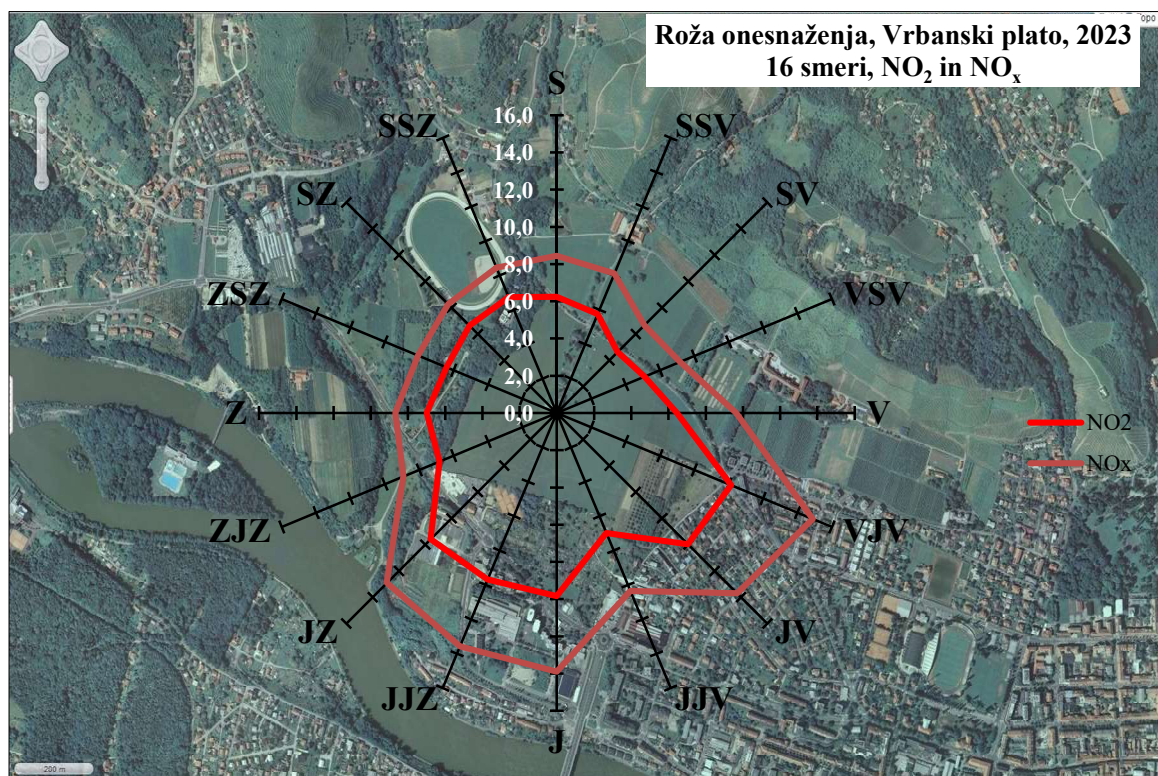 Topo
Roža onesnaženja, Vrbanski plato, 2023
16 smeri, NO₂ in NOₓ
S
SSZ
SSV
SZ
SV
ZSZ
VSV
Z
V
ZJZ
VJV
JZ
JV
JJZ
JJV
J
16,0
14,0
12,0
10,0
8,0
6,0
4,0
2,0
0,0
NO2
NOx
200 m